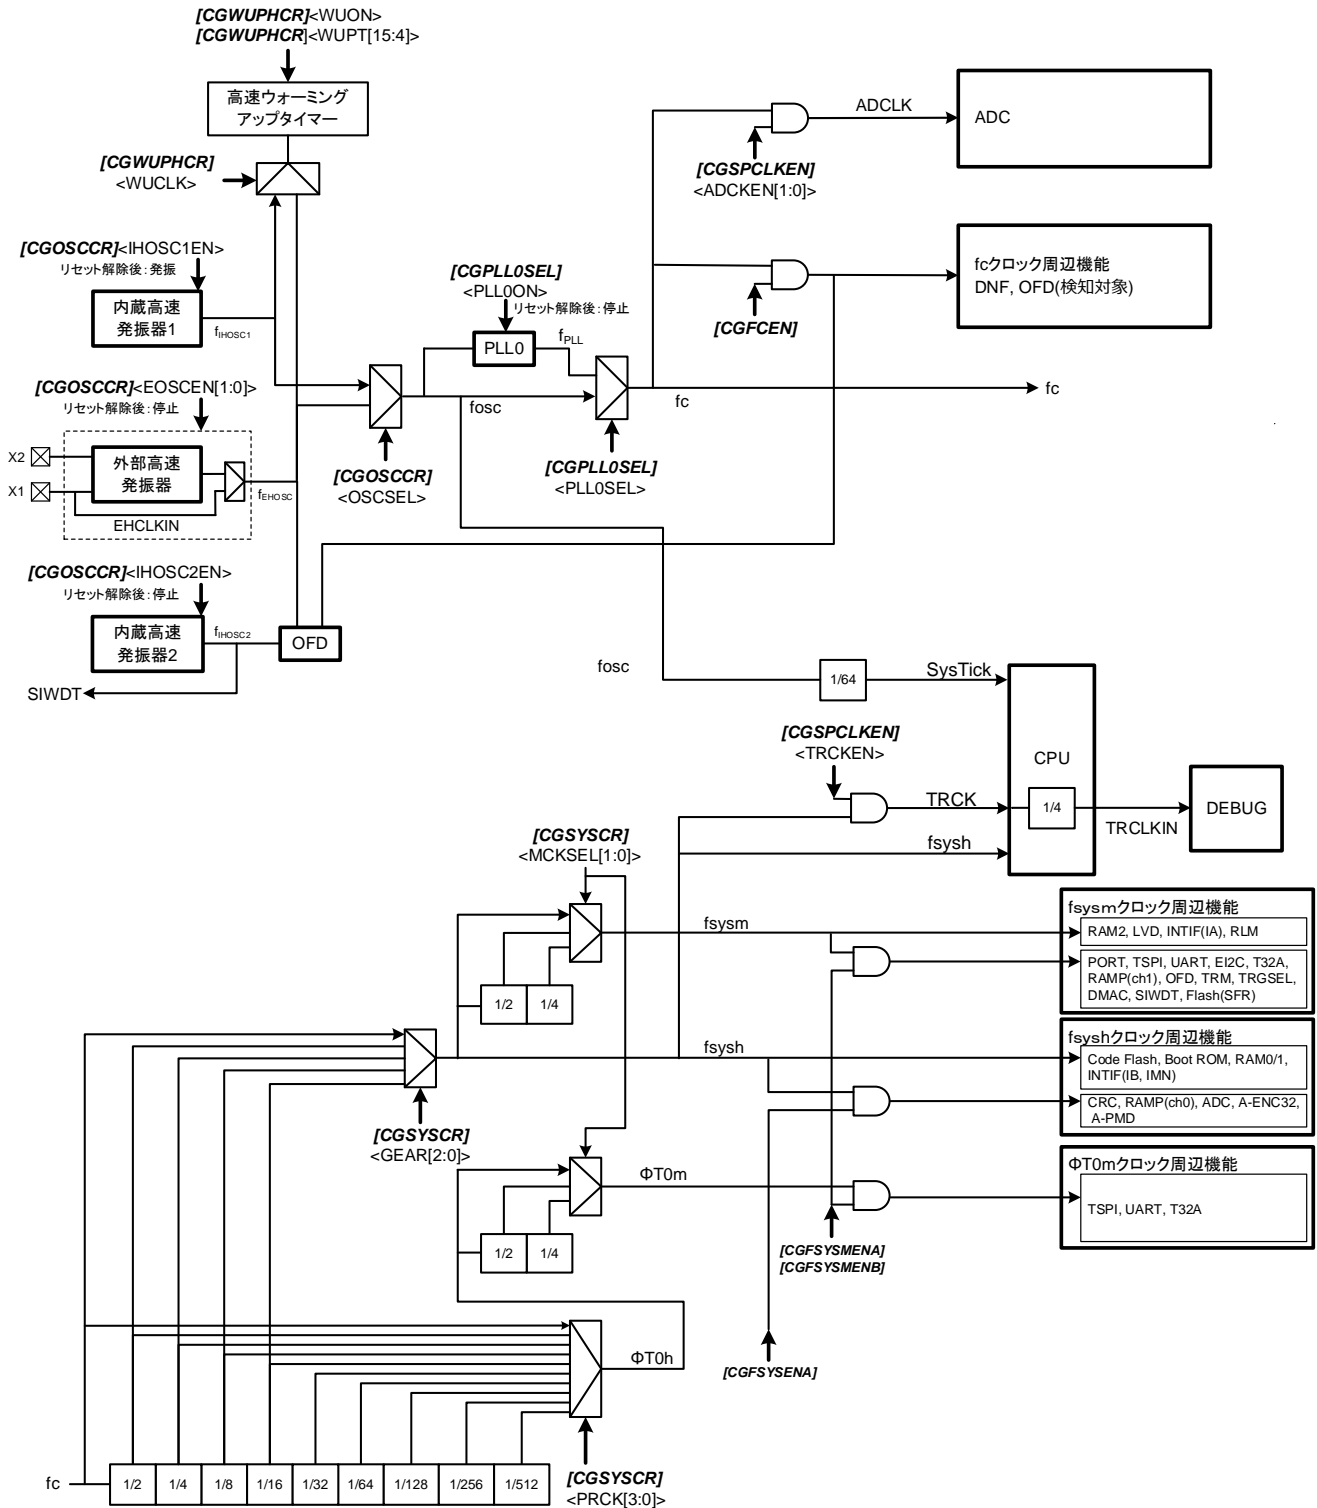 [CGWUPHCR]<WUON>
[CGWUPHCR]<WUPT[15:4]>
高速ウォーミング
アップタイマー
[CGWUPHCR]
<WUCLK>
ADCLK
ADC
[CGSPCLKEN]
<ADCKEN[1:0]>
[CGOSCCR]<IHOSC1EN>
リセット解除後：発振
内蔵高速
発振器1
fIHOSC1
[CGPLL0SEL]
<PLL0ON>
リセット解除後：停止
PLL0
fPLL
fcクロック周辺機能
DNF, OFD(検知対象)
[CGFCEN]
[CGOSCCR]<EOSCEN[1:0]>
リセット解除後：停止
fosc
fc
fc
X2
X1
外部高速
発振器
EHCLKIN
fEHOSC
[CGOSCCR]
<OSCSEL>
[CGPLL0SEL]
<PLL0SEL>
[CGOSCCR]<IHOSC2EN>
リセット解除後：停止
内蔵高速
発振器2
fIHOSC2
OFD
SIWDT
fosc
1/64
SysTick
[CGSPCLKEN]
<TRCKEN>
CPU
TRCK
1/4
TRCLKIN
DEBUG
fsysh
[CGSYSCR]
<MCKSEL[1:0]>
fsysm
1/2
1/4
fsysmクロック周辺機能
RAM2, LVD, INTIF(IA), RLM
PORT, TSPI, UART, EI2C, T32A,
RAMP(ch1), OFD, TRM, TRGSEL,
DMAC, SIWDT, Flash(SFR)
fsysh
fsyshクロック周辺機能
Code Flash, Boot ROM, RAM0/1,
INTIF(IB, IMN)
CRC, RAMP(ch0), ADC, A-ENC32,
A-PMD
[CGSYSCR]
<GEAR[2:0]>
ΦT0m
1/2
1/4
ΦT0mクロック周辺機能
TSPI, UART, T32A
[CGFSYSMENA]
[CGFSYSMENB]
ΦT0h
[CGFSYSENA]
fc
1/2
1/4
1/8
1/16
1/32
1/64
1/128
1/256
1/512
[CGSYSCR]
<PRCK[3:0]>